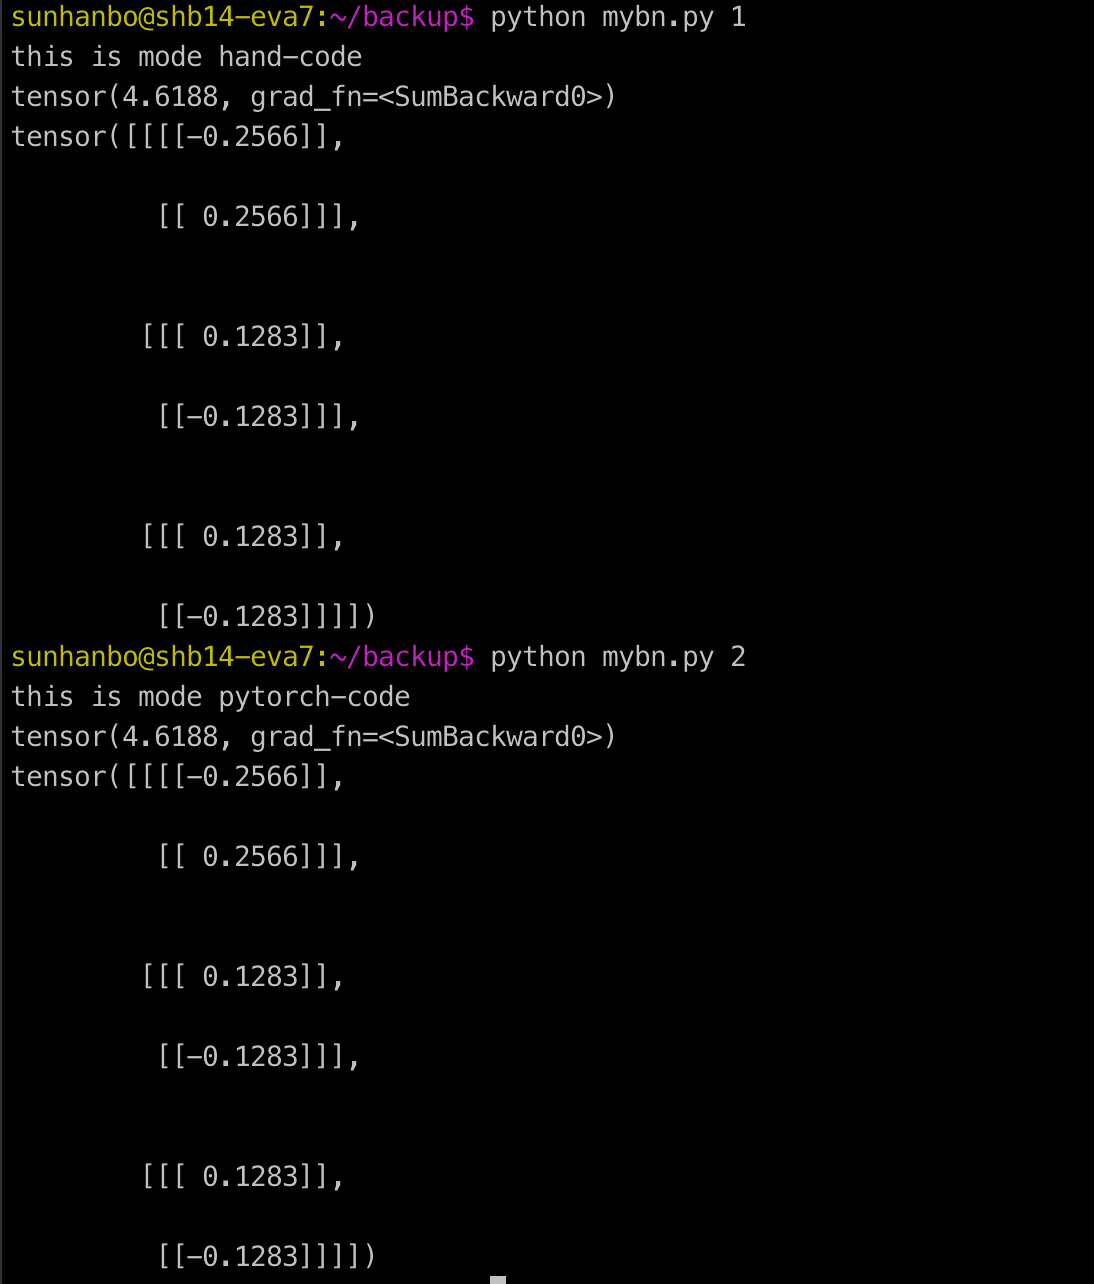 sunhanbo@shb14-eva7:~/backup$ python mybn.py 1
this is mode hand-code
tensor(4.6188, grad_fn=<SumBackward0>)
tensor([[[[-0.2566]],
[[ 0.2566]]],
[[[ 0.1283]],
[[-0.1283]]],
[[[ 0.1283]],
[[-0.1283]]]])
sunhanbo@shb14-eva7:~/backup$ python mybn.py 2
this is mode pytorch-code
tensor(4.6188, grad_fn=<SumBackward0>)
tensor([[[[-0.2566]],
[[ 0.2566]]],
[[[ 0.1283]],
[[-0.1283]]],
[[[ 0.1283]],
[[-0.1283]]]])